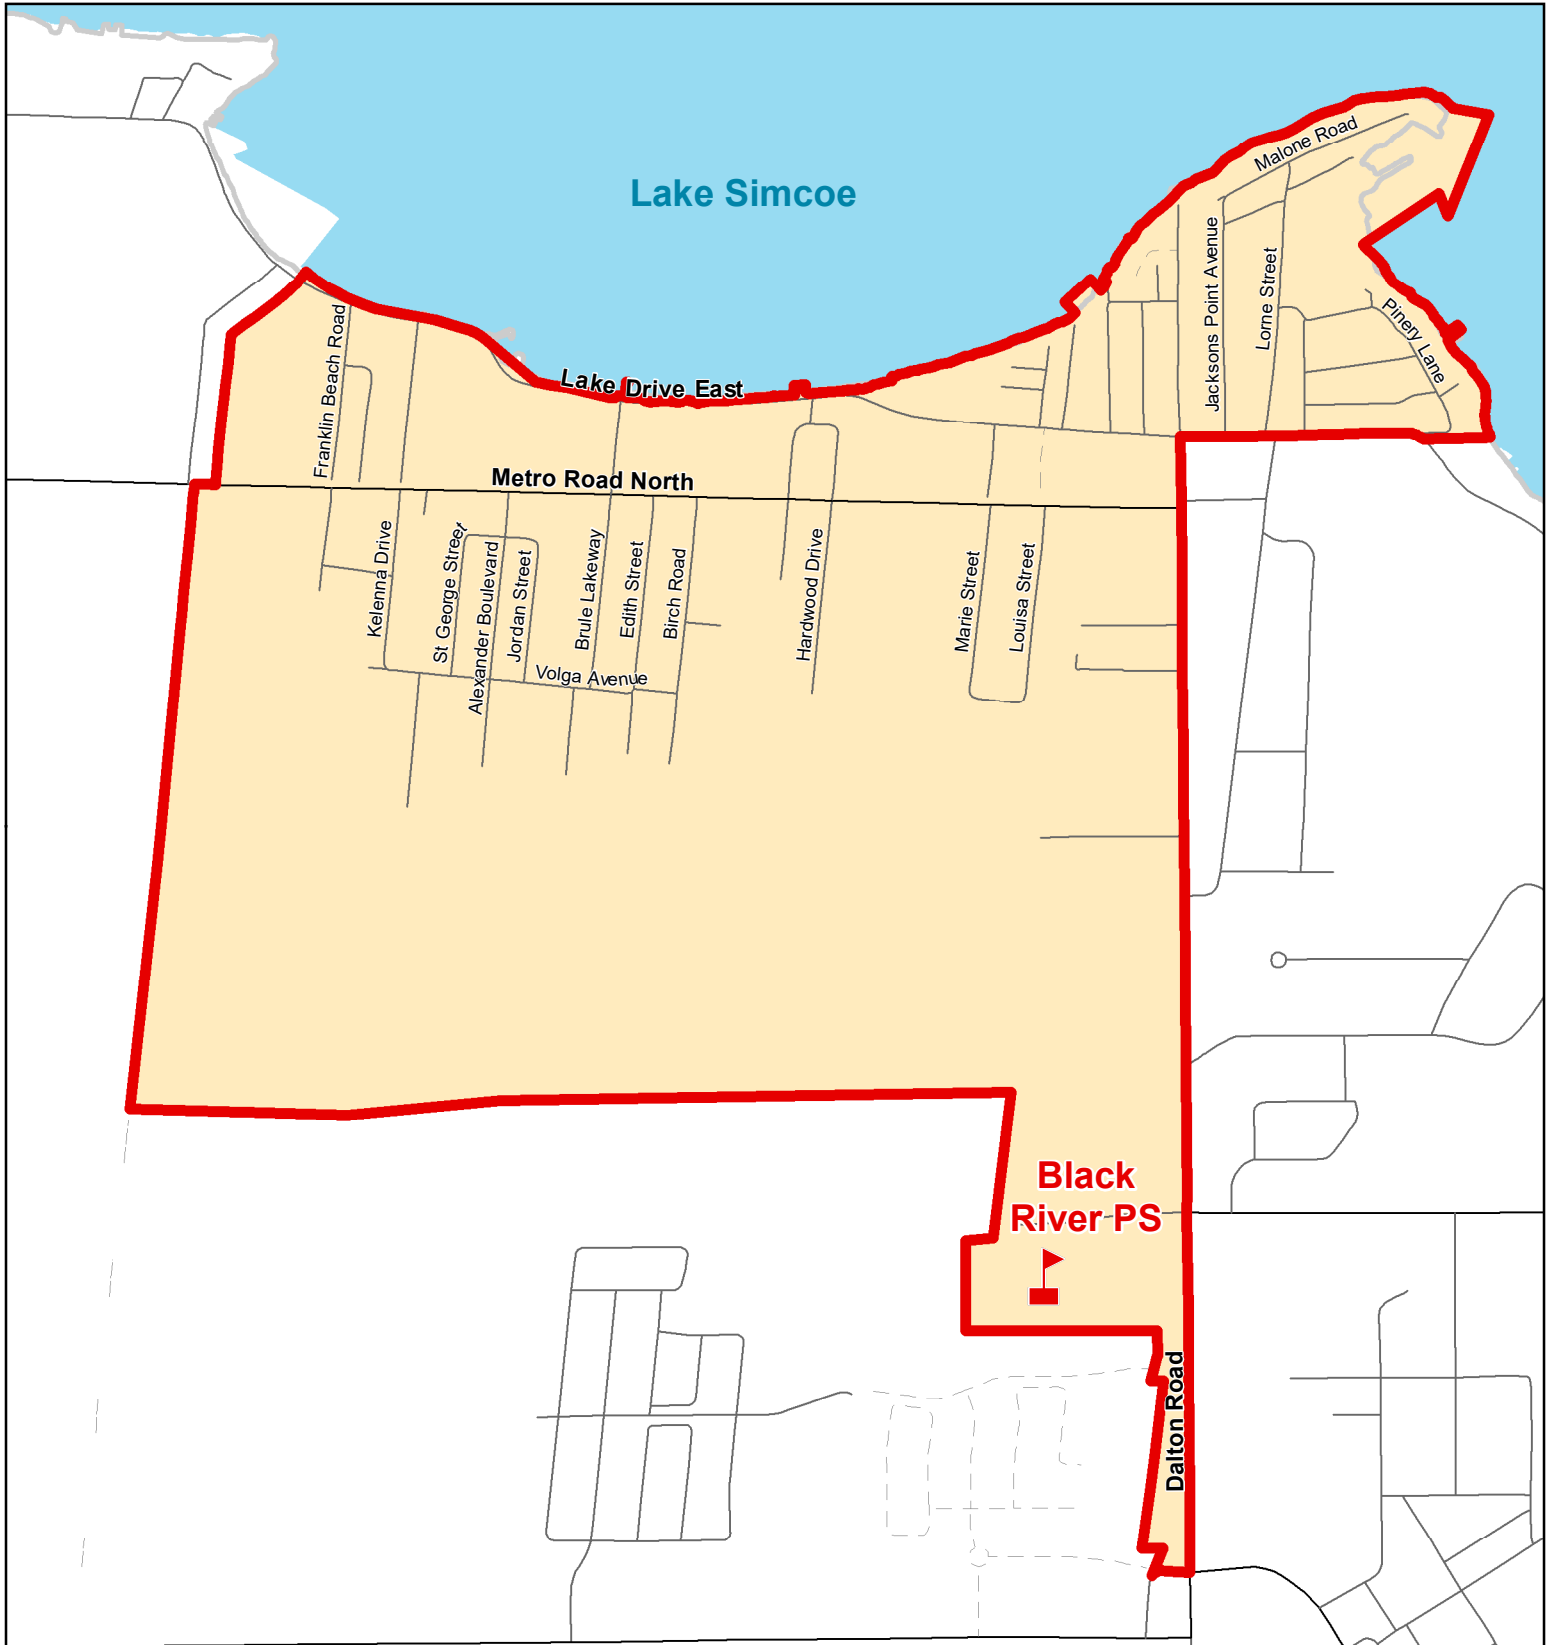 Malone Road
Lake Simcoe
Jacksons Point Avenue
Lorne Street
Pinery Lane
Franklin Beach Road
Lake Drive East
Metro Road North
Kelenna Drive
St George Street
Alexander Boulevard
Jordan Street
Brule Lakeway
Edith Street
Birch Road
Hardwood Drive
Marie Street
Louisa Street
Volga Avenue
Black
River PS
Dalton Road